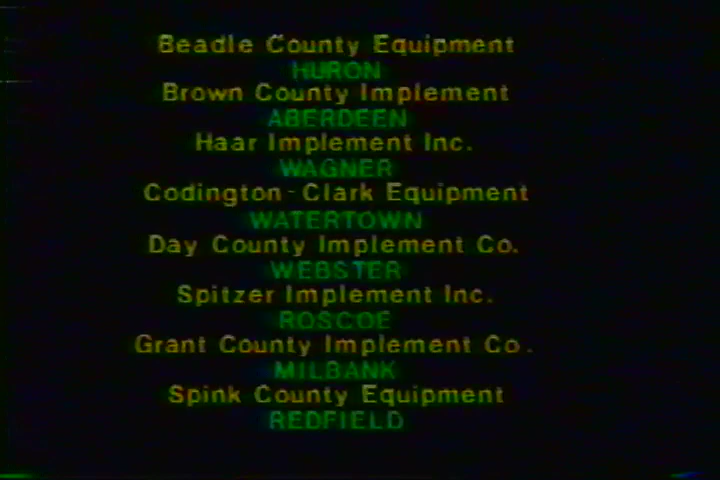 Beadle County Equipment
HURON
Brown County Implement
ABERDEEN
Haar Implement Inc.
WAGNER
Codington-Clark Equipment
WATERTOWN
Day County Implement Co.
WEBSTER
Spitzer Implement Inc.
ROSCOE
Grant County Implement Co.
MILBANK
Spink County Equipment
REDFIELD